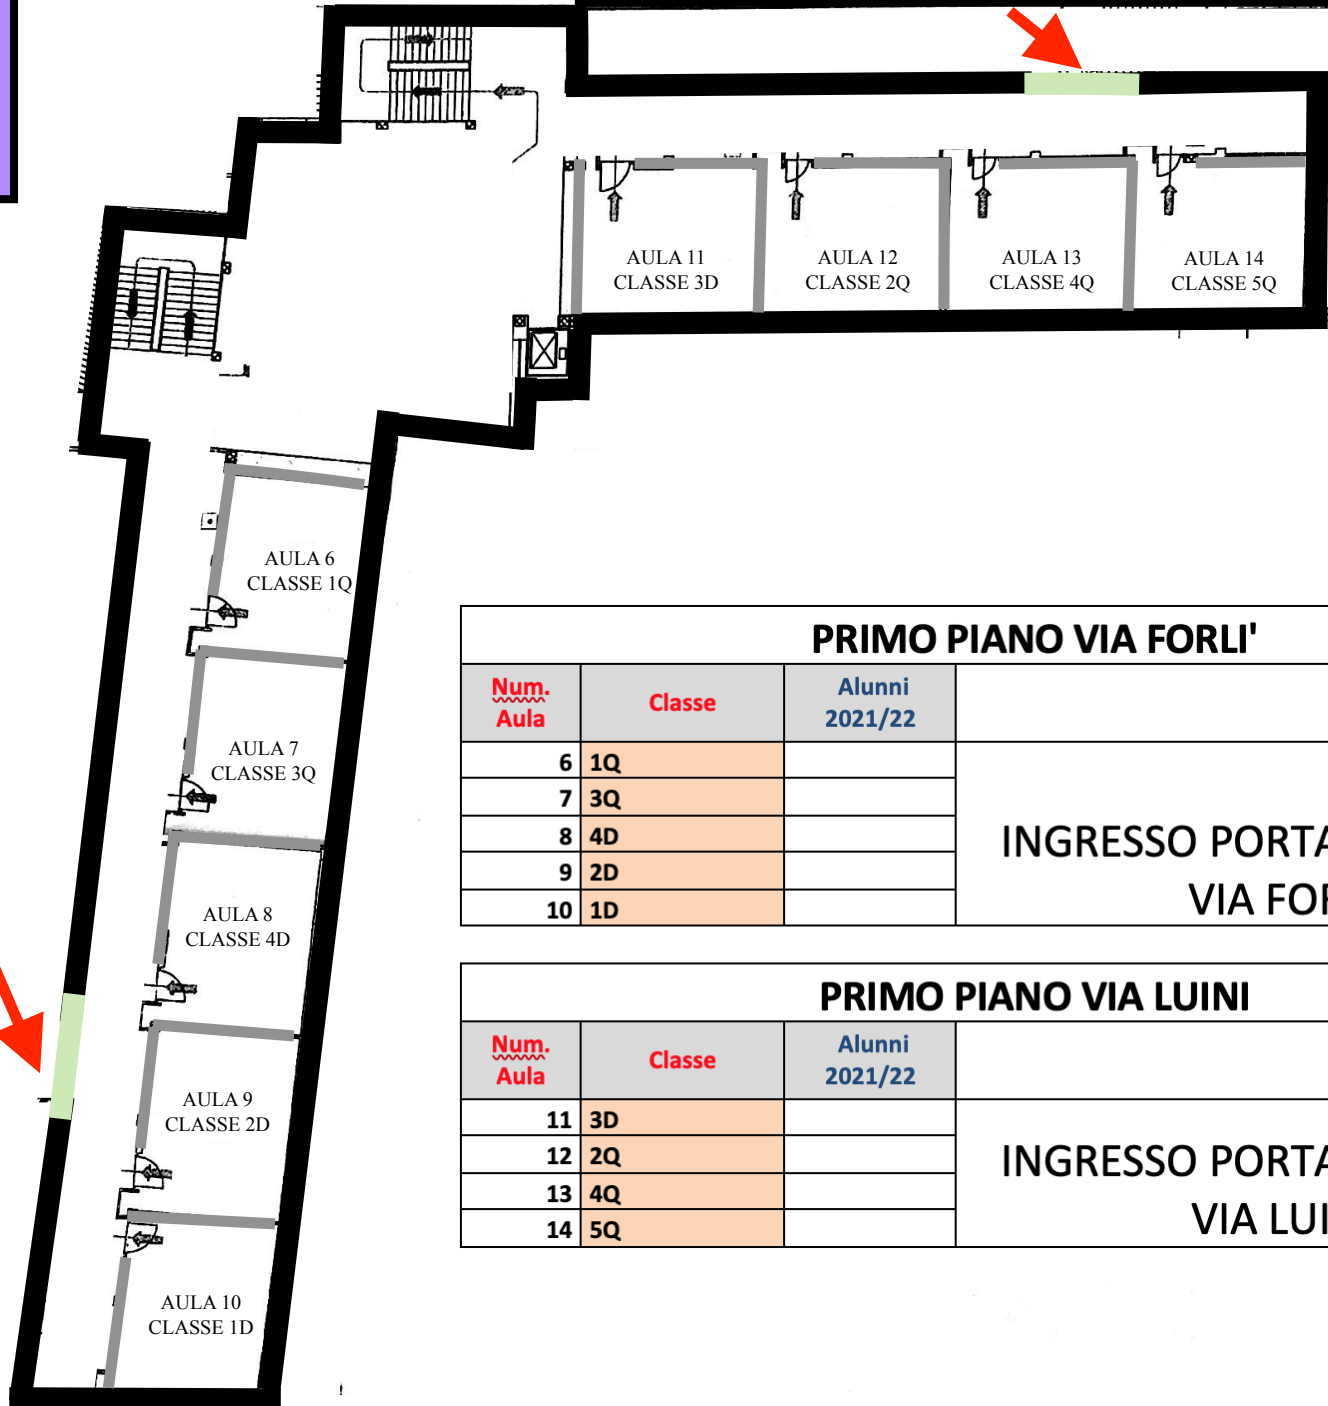 AULA 11
CLASSE 3D
AULA 12
CLASSE 2Q
AULA 13
CLASSE 4Q
AULA 14
CLASSE 5Q
AULA 6
CLASSE 1Q
AULA 7
CLASSE 3Q
AULA 8
CLASSE 4D
AULA 9
CLASSE 2D
AULA 10
CLASSE 1D
PRIMO PIANO VIA FORLI'
Num. Aula Classe Alunni 2021/22
6 1Q
7 3Q
8 4D
9 2D
10 1D
INGRESSO PORTA
VIA FOR
PRIMO PIANO VIA LUINI
Num. Aula Classe Alunni 2021/22
11 3D
12 2Q
13 4Q
14 5Q
INGRESSO PORTA
VIA LUI